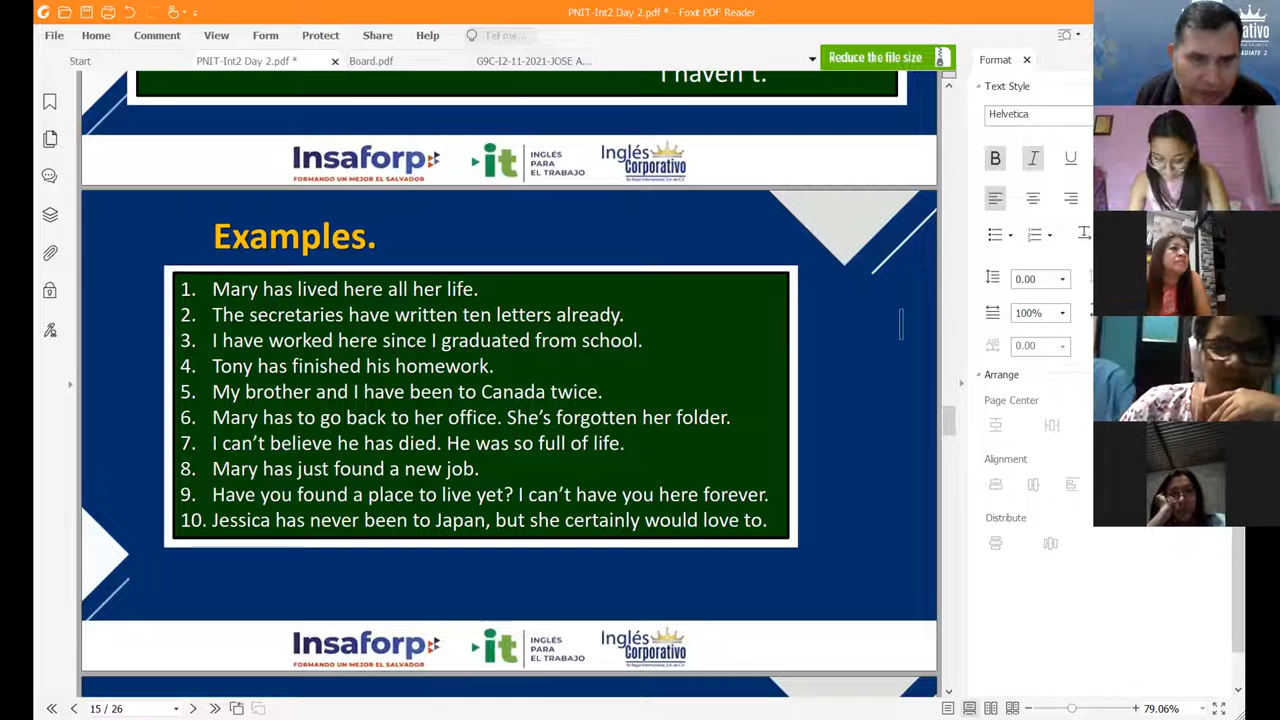 PNIT-Int2 Day 2.pdf * - Foxit PDF Reader
File Home Comment View Form Protect Share Help Tell me...
Start PNIT-Int2 Day 2.pdf * Board.pdf G9C-I2-11-2021-JOSE A... Reduce the file size
I haven't.
Insaforp
FORMANDO UN MEJOR EL SALVADOR
it INGLÉS PARA EL TRABAJO
Inglés Corporativo
Examples.
1. Mary has lived here all her life.
2. The secretaries have written ten letters already.
3. I have worked here since I graduated from school.
4. Tony has finished his homework.
5. My brother and I have been to Canada twice.
6. Mary has to go back to her office. She's forgotten her folder.
7. I can't believe he has died. He was so full of life.
8. Mary has just found a new job.
9. Have you found a place to live yet? I can't have you here forever.
10. Jessica has never been to Japan, but she certainly would love to.
Insaforp
FORMANDO UN MEJOR EL SALVADOR
it INGLÉS PARA EL TRABAJO
Inglés Corporativo
15 / 26
79.06%
Format
Text Style
Helvetica
B I U
0.00
100%
0.00
Arrange
Page Center
Alignment
Distribute